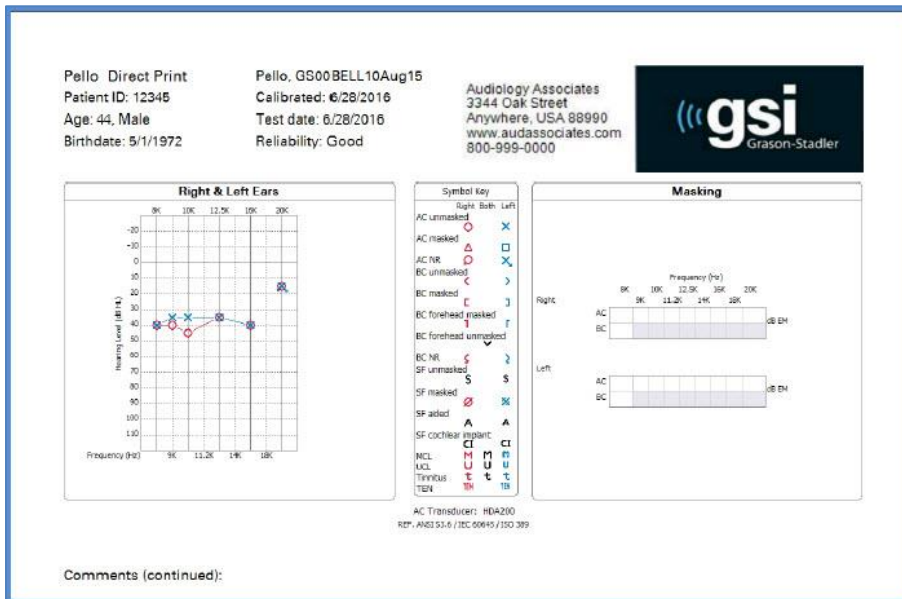 Pello Direct Print
Patient ID: 12345
Age: 44, Male
Birthdate: 5/1/1972
Pello, GS00BELL10Aug15
Calibrated: 6/28/2016
Test date: 6/28/2016
Reliability: Good
Audiology Associates
3344 Oak Street
Anywhere, USA 88990
www.audassociates.com
800-999-0000
gsi
Grason-Stadler
Right & Left Ears
8K 10K 12.5K 16K 20K
-20
-10
0
10
20
30
40
50
60
70
80
90
100
110
Hearing Level (dB HL)
Frequency (Hz) 9K 11.2K 14K 18K
Symbol Key
Right Both Left
AC unmasked
AC masked
AC NR
BC unmasked
BC masked
BC forehead masked
BC forehead unmasked
BC NR
SF unmasked
S S
SF masked
SF aided
A A
SF cochlear implant
CI CI
MCL M M m
UCL U U u
Tinnitus t t t
TEN TEN TEN
AC Transducer: HDA200
REF. ANSI S3.6 / IEC 60645 / ISO 389
Masking
Frequency (Hz)
8K 10K 12.5K 16K 20K
9K 11.2K 14K 18K
Right
AC
BC
dB EM
Left
AC
BC
dB EM
Comments (continued):